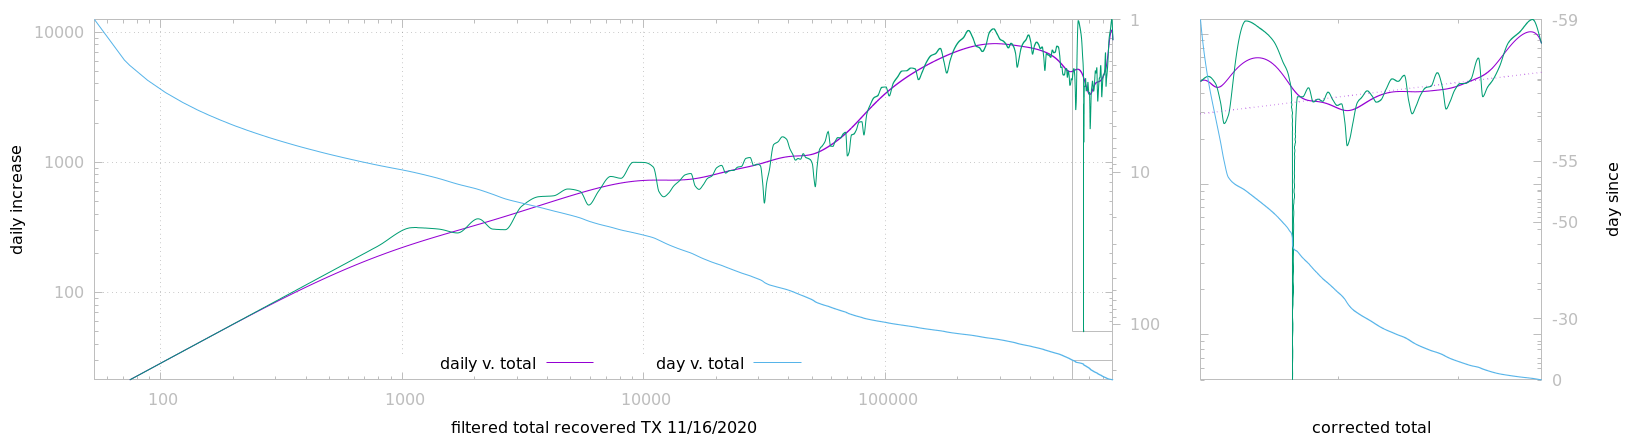 10000
1000
100
daily increase
100
1000
10000
100000
filtered total recovered TX 11/16/2020
daily v. total
day v. total
1
10
100
-59
-55
-50
-30
0
day since
corrected total